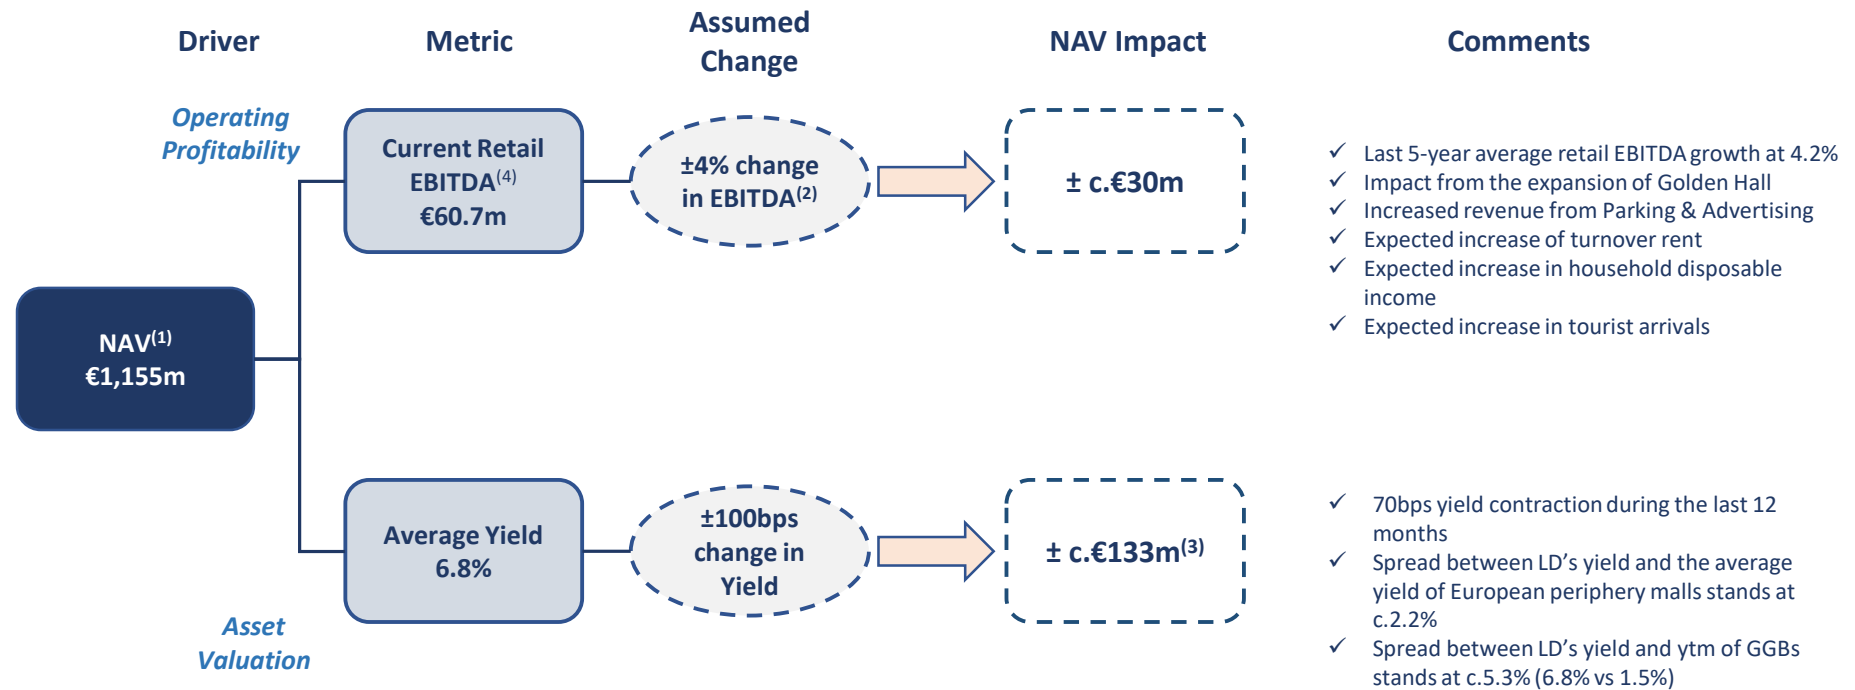 Driver
Metric
Assumed
Change
NAV Impact
Comments
Operating
Profitability
Current Retail
EBITDA(4)
€60.7m
±4% change
in EBITDA(2)
± c.€30m
✓ Last 5-year average retail EBITDA growth at 4.2%
✓ Impact from the expansion of Golden Hall
✓ Increased revenue from Parking & Advertising
✓ Expected increase of turnover rent
✓ Expected increase in household disposable
income
✓ Expected increase in tourist arrivals
NAV(1)
€1,155m
Average Yield
6.8%
±100bps
change in
Yield
± c.€133m(3)
✓ 70bps yield contraction during the last 12
months
✓ Spread between LD’s yield and the average
yield of European periphery malls stands at
c.2.2%
✓ Spread between LD’s yield and ytm of GGBs
stands at c.5.3% (6.8% vs 1.5%)
Asset
Valuation